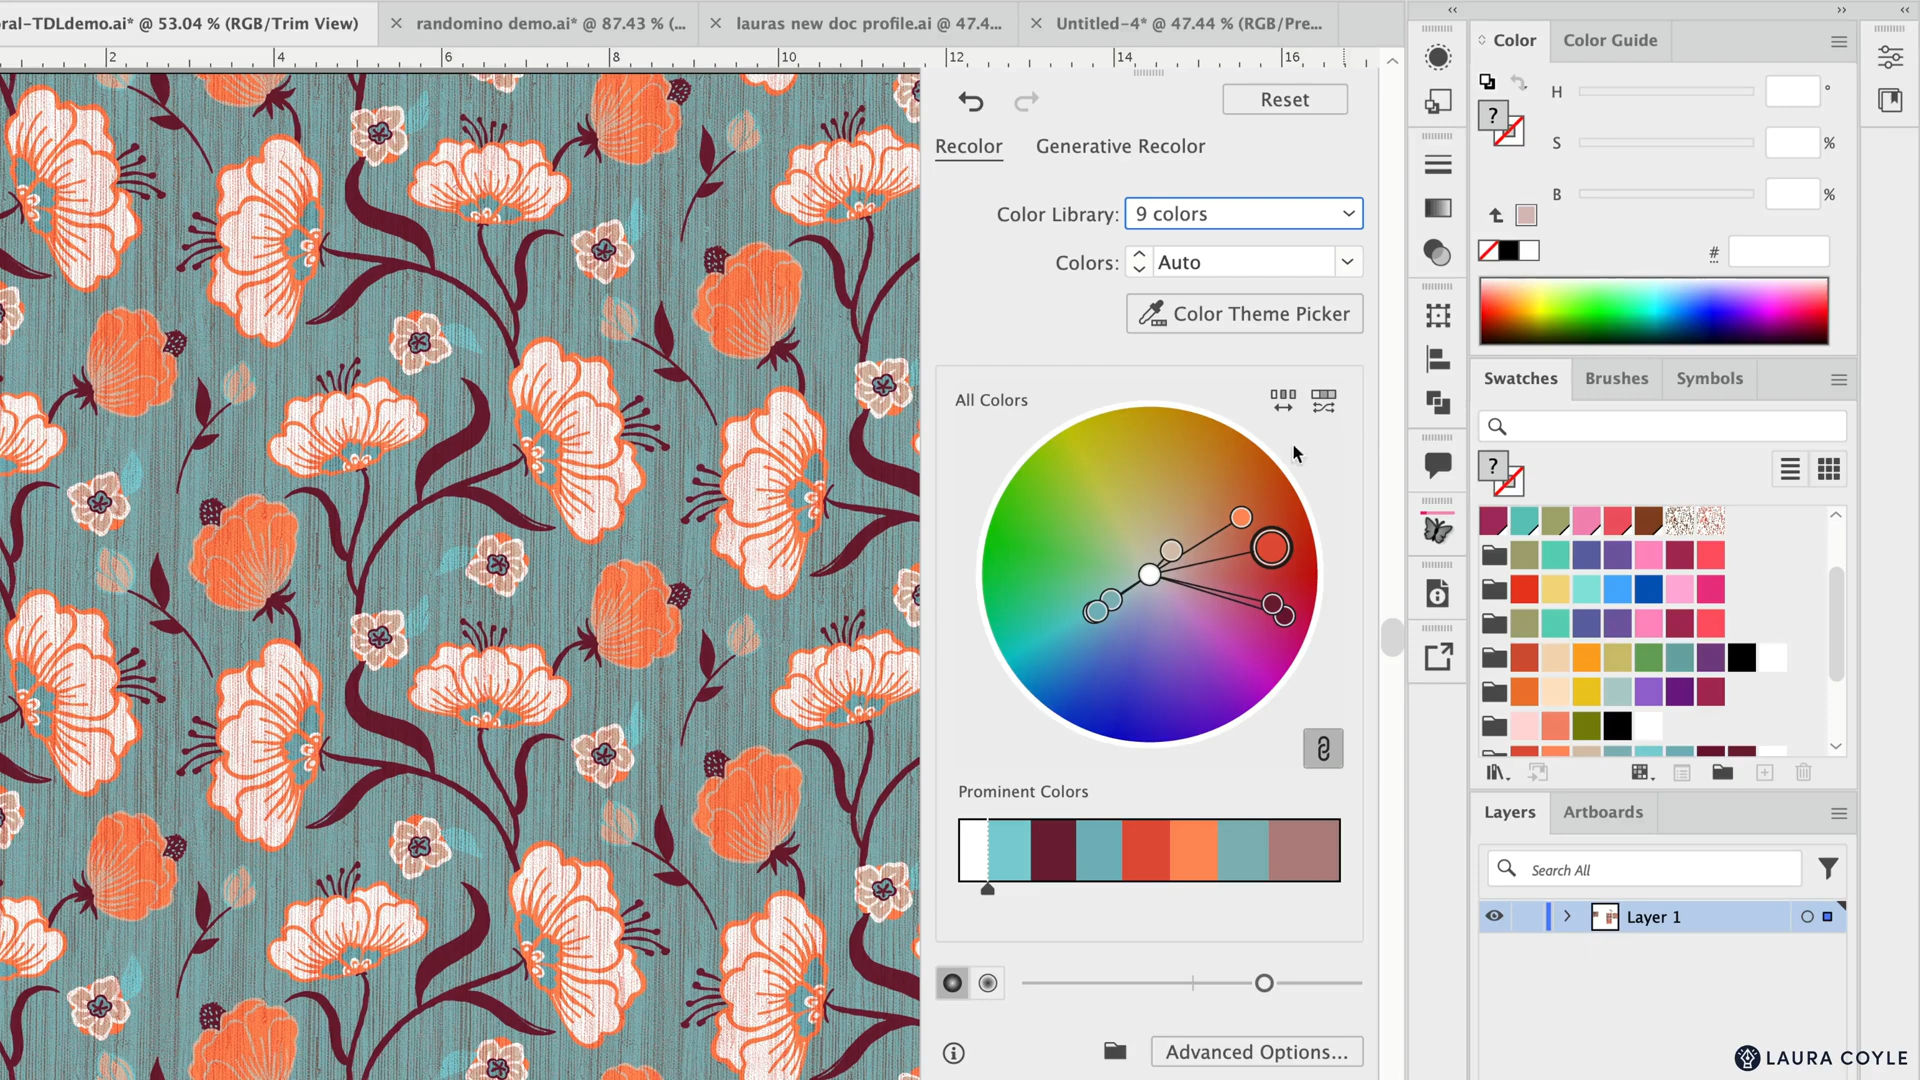 oral-TDLdemo.ai* @ 53.04 % (RGB/Trim View)
randomino demo.ai* @ 87.43 % (...
lauras new doc profile.ai @ 47.4...
Untitled-4* @ 47.44 % (RGB/Pre...
2 4 6 8 10 12 14 16
Reset
Recolor
Generative Recolor
Color Library:
9 colors
Colors:
Auto
Color Theme Picker
All Colors
Prominent Colors
Advanced Options...
Color
Color Guide
?
H
°
S
%
B
%
#
Swatches
Brushes
Symbols
?
Layers
Artboards
Search All
Layer 1
LAURA COYLE